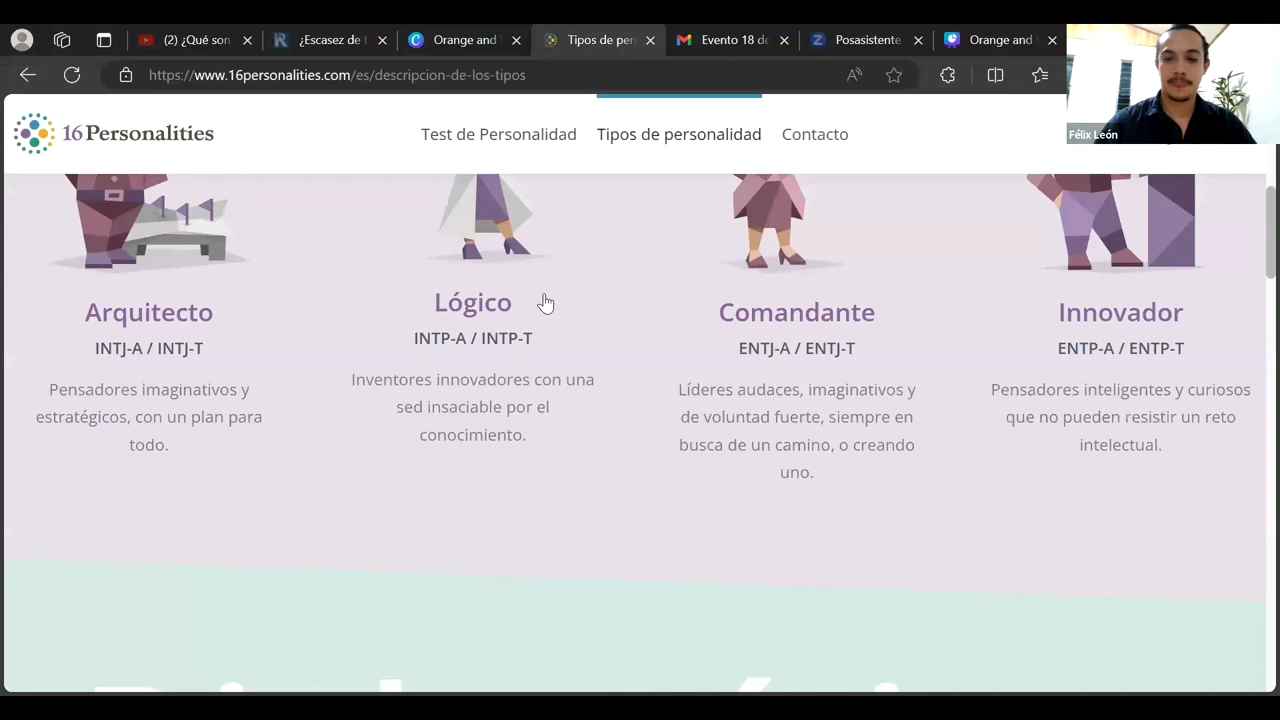 (2) ¿Qué son
¿Escasez de t
Orange and
Tipos de per
Evento 18 de
Posasistente
Orange and
https://www.16personalities.com/es/descripcion-de-los-tipos
Félix León
16Personalities
Test de Personalidad
Tipos de personalidad
Contacto
Arquitecto
INTJ-A / INTJ-T
Pensadores imaginativos y
estratégicos, con un plan para
todo.
Lógico
INTP-A / INTP-T
Inventores innovadores con una
sed insaciable por el
conocimiento.
Comandante
ENTJ-A / ENTJ-T
Líderes audaces, imaginativos y
de voluntad fuerte, siempre en
busca de un camino, o creando
uno.
Innovador
ENTP-A / ENTP-T
Pensadores inteligentes y curiosos
que no pueden resistir un reto
intelectual.